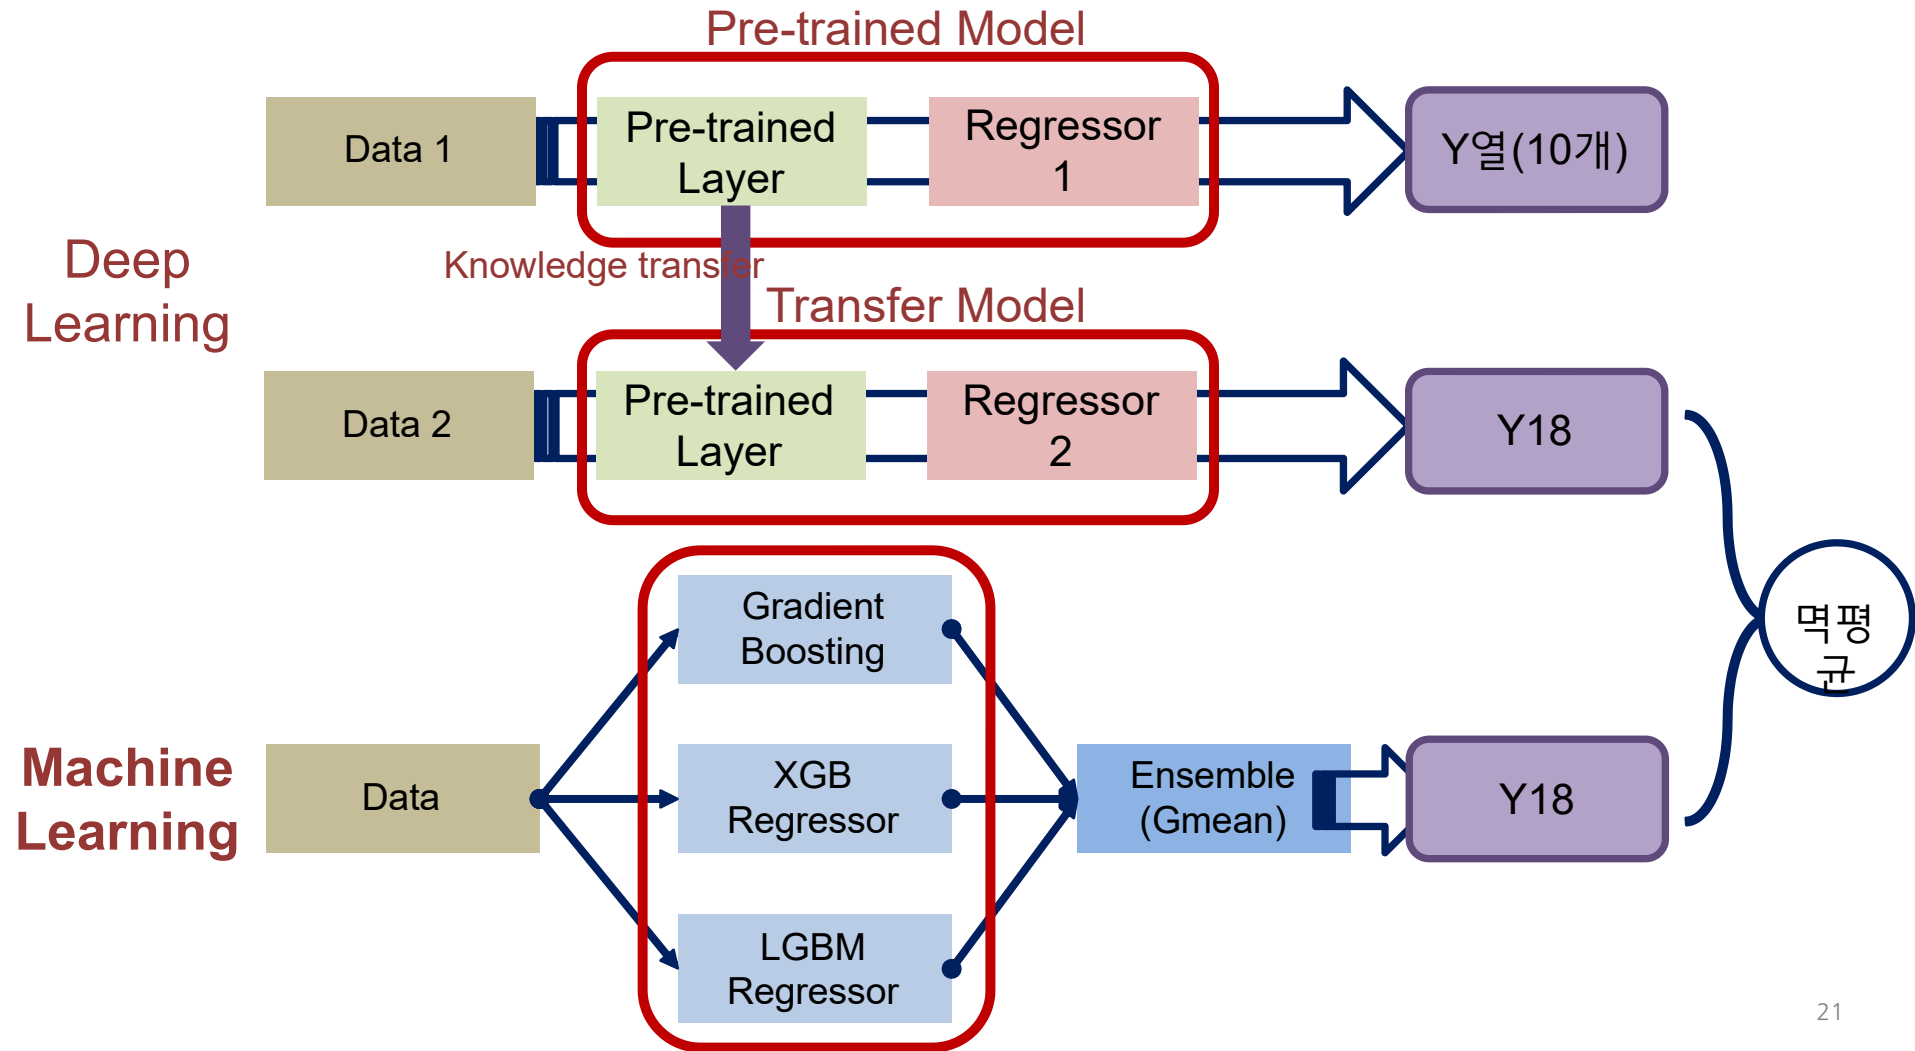 Pre-trained Model
Data 1
Pre-trained
Layer
Regressor
1
Y열(10개)
Deep
Learning
Knowledge transfer
Transfer Model
Data 2
Pre-trained
Layer
Regressor
2
Y18
Gradient
Boosting
멱평
균
Machine
Learning
Data
XGB
Regressor
Ensemble
(Gmean)
Y18
LGBM
Regressor
21